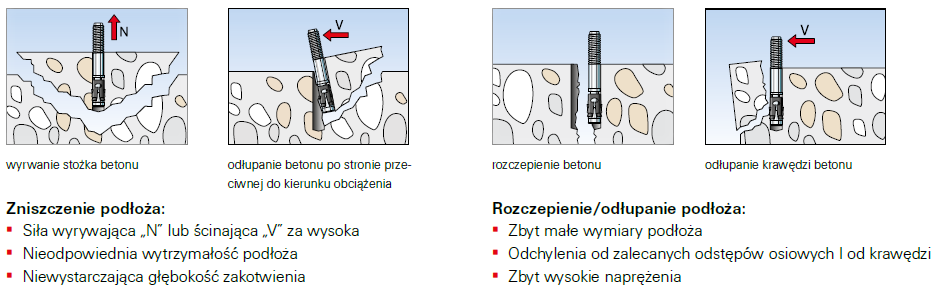 N
V
V
wyrwanie stożka betonu
odłupanie betonu po stronie prze-
ciwnej do kierunku obciążenia
rozczepienie betonu
odłupanie krawędzi betonu
Zniszczenie podłoża:
Siła wyrywająca „N” lub ścinająca „V” za wysoka
Nieodpowiednia wytrzymałość podłoża
Niewystarczająca głębokość zakotwienia
Rozczepienie/odłupanie podłoża:
Zbyt małe wymiary podłoża
Odchylenia od zalecanych odstępów osiowych I od krawędzi
Zbyt wysokie naprężenia